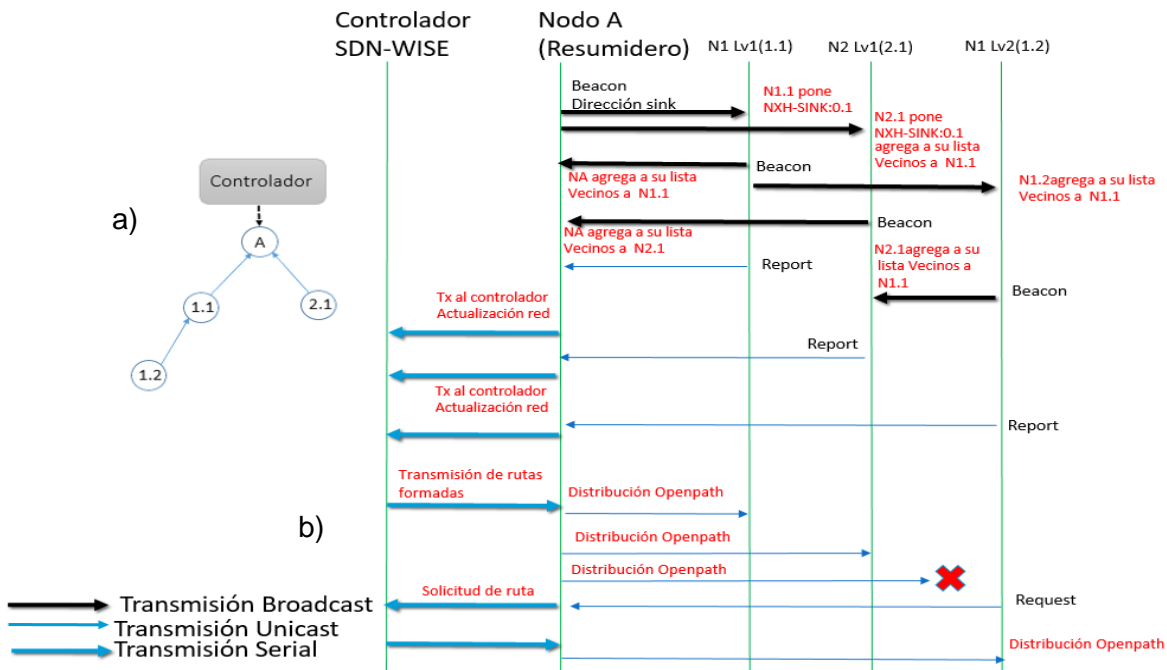 Controlador
SDN-WISE
Nodo A
(Resumidero)
N1 Lv1(1.1)
N2 Lv1(2.1)
N1 Lv2(1.2)
Beacon
Dirección sink
N1.1 pone
NXH-SINK:0.1
N2.1 pone
NXH-SINK:0.1
agrega a su lista
Vecinos a N1.1
Beacon
NA agrega a su lista
Vecinos a N1.1
N1.2agrega a su lista
Vecinos a N1.1
Beacon
NA agrega a su lista
Vecinos a N2.1
N2.1agrega a su
lista Vecinos a
N1.1
Report
Beacon
Tx al controlador
Actualización red
Report
Tx al controlador
Actualización red
Report
Transmisión de rutas
formadas
Distribución Openpath
Distribución Openpath
Distribución Openpath
Solicitud de ruta
Request
Distribución Openpath
a)
Controlador
A
1.1
2.1
1.2
b)
Transmisión Broadcast
Transmisión Unicast
Transmisión Serial